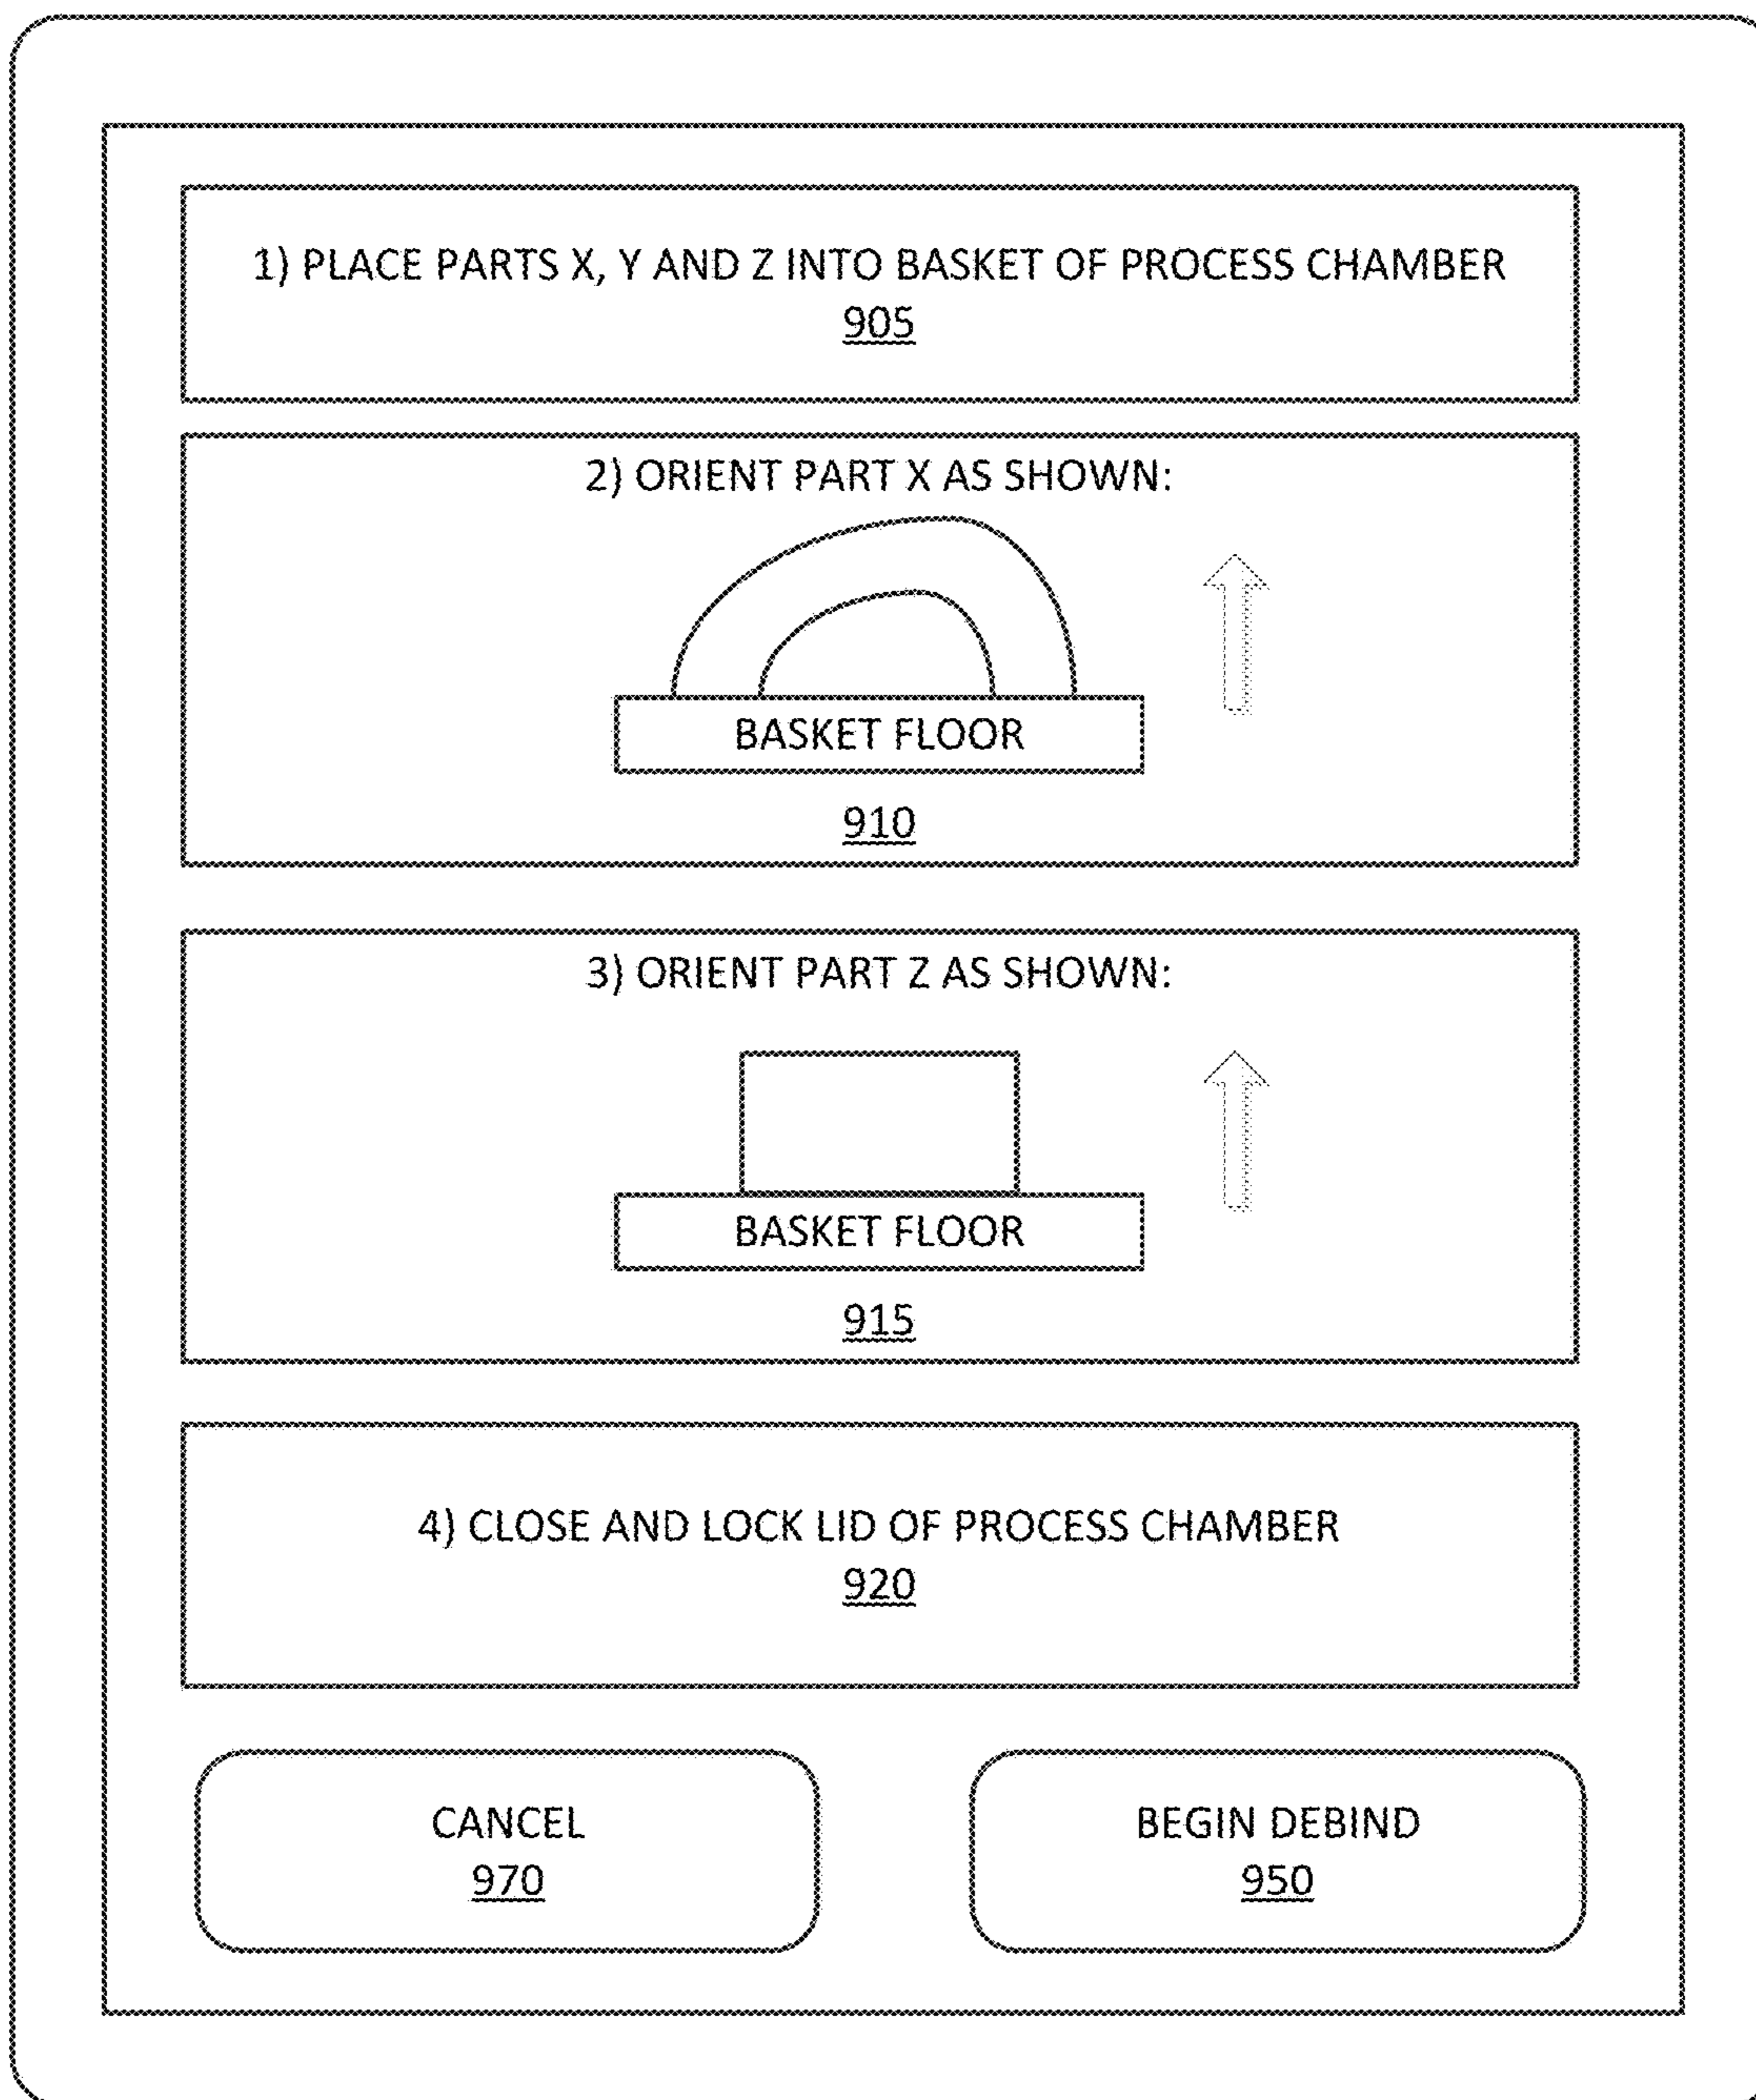 1) PLACE PARTS X, Y AND Z INTO BASKET OF PROCESS CHAMBER
905
2) ORIENT PART X AS SHOWN:
BASKET FLOOR
910
3) ORIENT PART Z AS SHOWN:
BASKET FLOOR
915
4) CLOSE AND LOCK LID OF PROCESS CHAMBER
920
CANCEL
970
BEGIN DEBIND
950